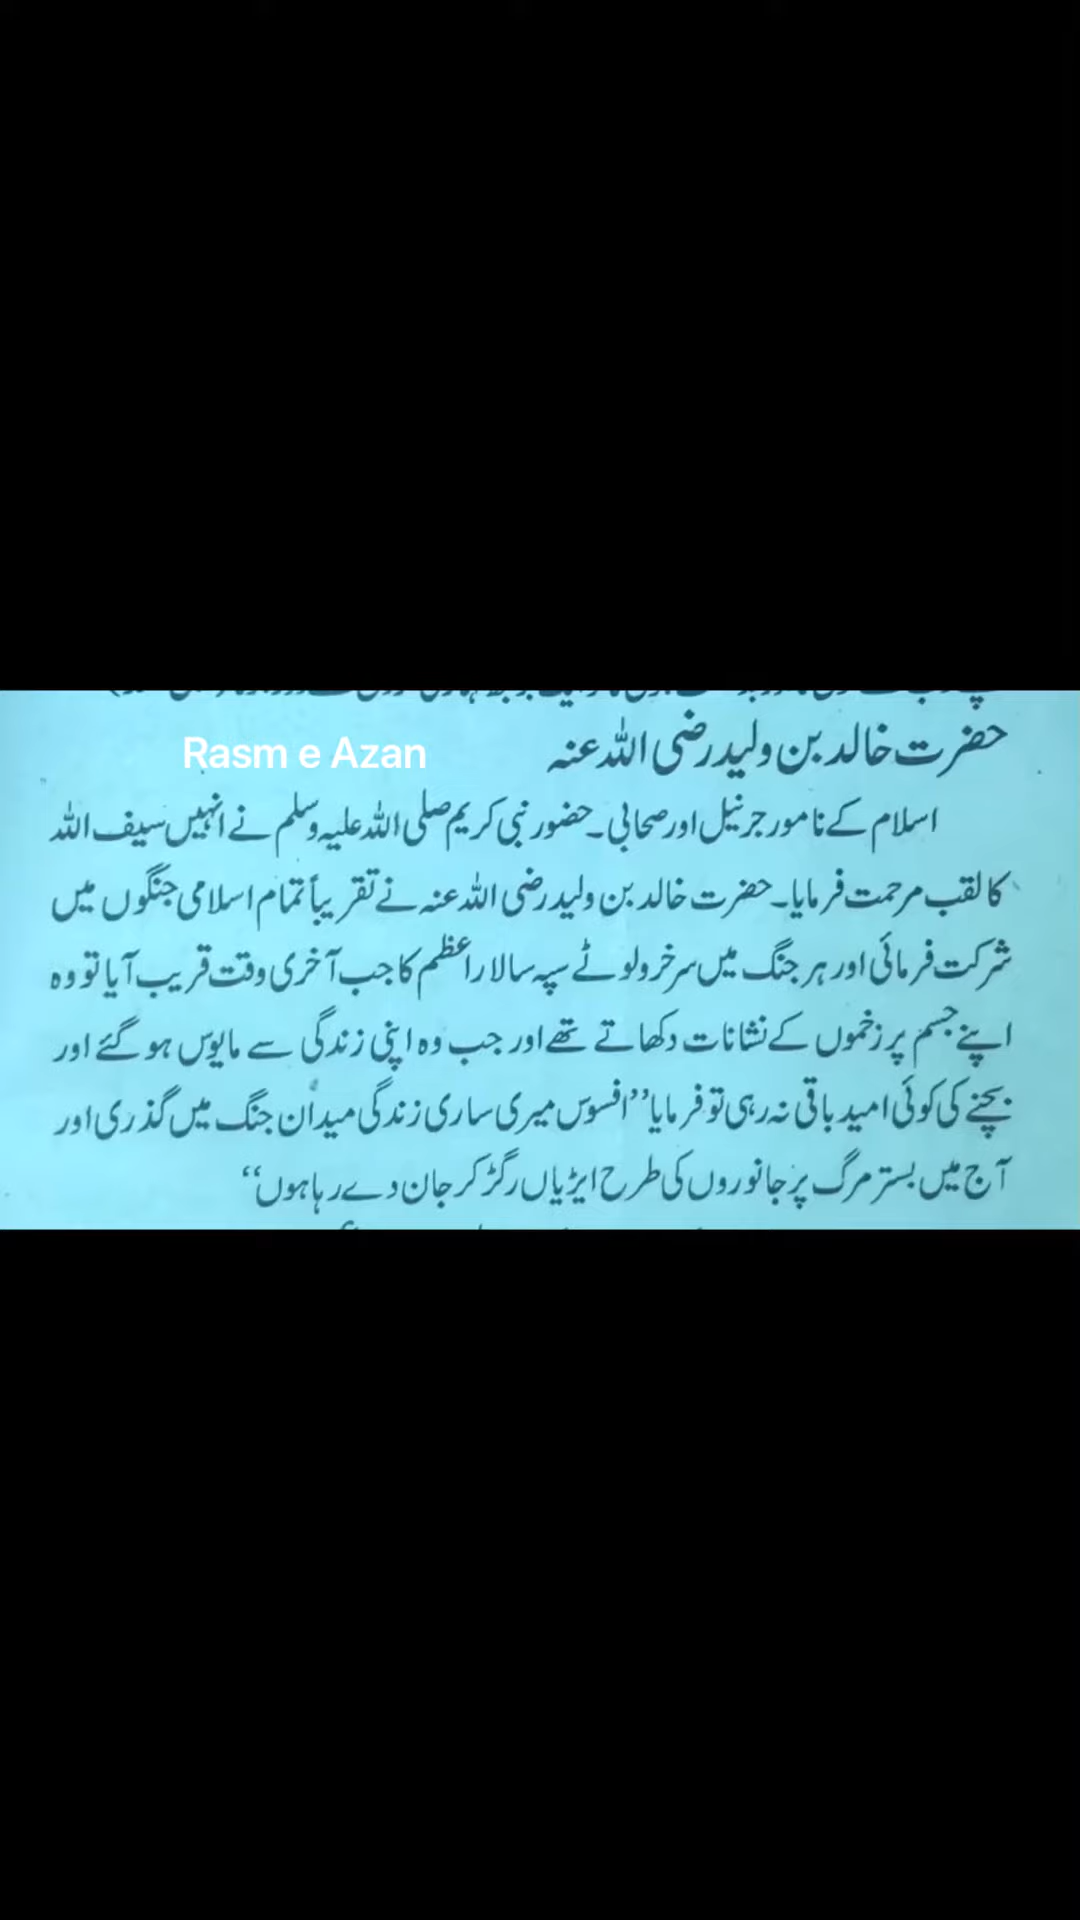 حضرت خالد بن ولید رضی اللہ عنہ
Rasm e Azan
اسلام کے نامور جرنیل اور صحابی۔ حضور نبی کریم صلی اللہ علیہ وسلم نے انہیں سیف اللہ
کا لقب مرحمت فرمایا۔ حضرت خالد بن ولید رضی اللہ عنہ نے تقریباً تمام اسلامی جنگوں میں
شرکت فرمائی اور ہر جنگ میں سرخرو لوٹے سپہ سالار اعظم کا جب آخری وقت قریب آیا تو وہ
اپنے جسم پر زخموں کے نشانات دکھاتے تھے اور جب وہ اپنی زندگی سے مایوس ہو گئے اور
بچنے کی کوئی امید باقی نہ رہی تو فرمایا ’’افسوس میری ساری زندگی میدان جنگ میں گذری اور
آج میں بستر مرگ پر جانوروں کی طرح ایڑیاں رگڑ کر جان دے رہا ہوں‘‘